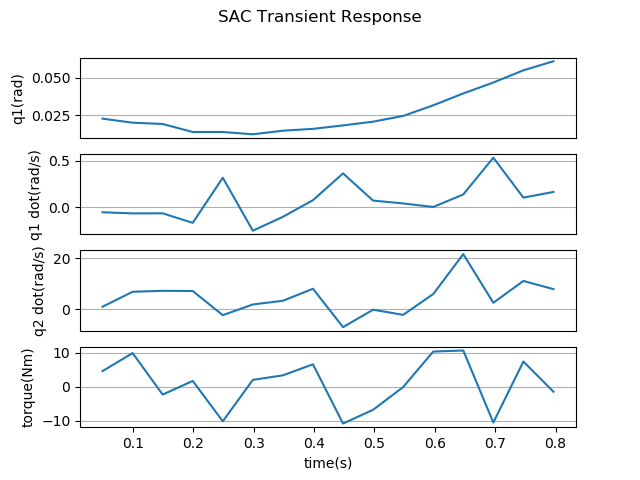 SAC Transient Response
q1(rad)
0.050
0.025
q1 dot(rad/s)
0.5
0.0
q2 dot(rad/s)
20
0
torque(Nm)
10
0
−10
0.1 0.2 0.3 0.4 0.5 0.6 0.7 0.8
time(s)